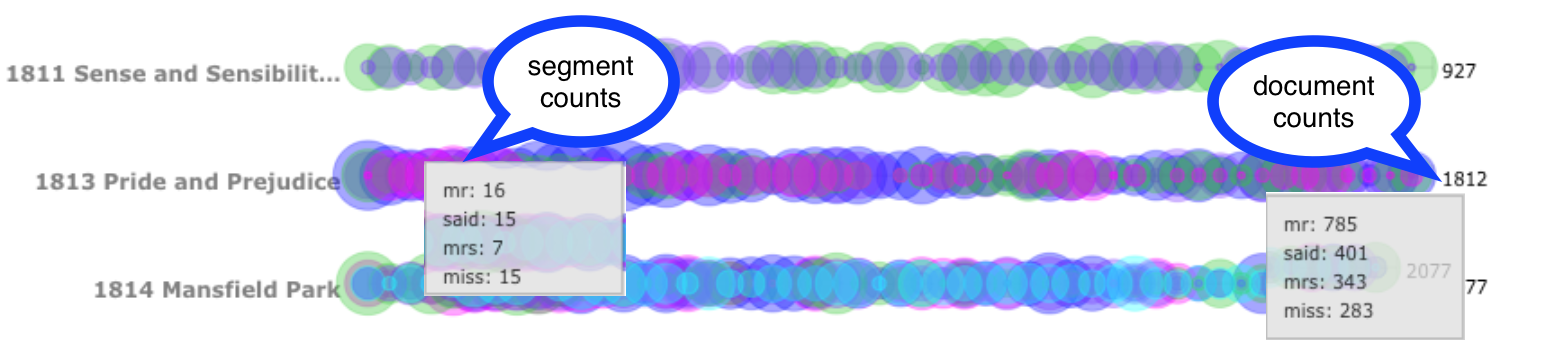 segment
counts
document
counts
1811 Sense and Sensibilit...
927
1813 Pride and Prejudice
1812
mr: 16
said: 15
mrs: 7
miss: 15
mr: 785
said: 401
mrs: 343
miss: 283
2077
1814 Mansfield Park
77